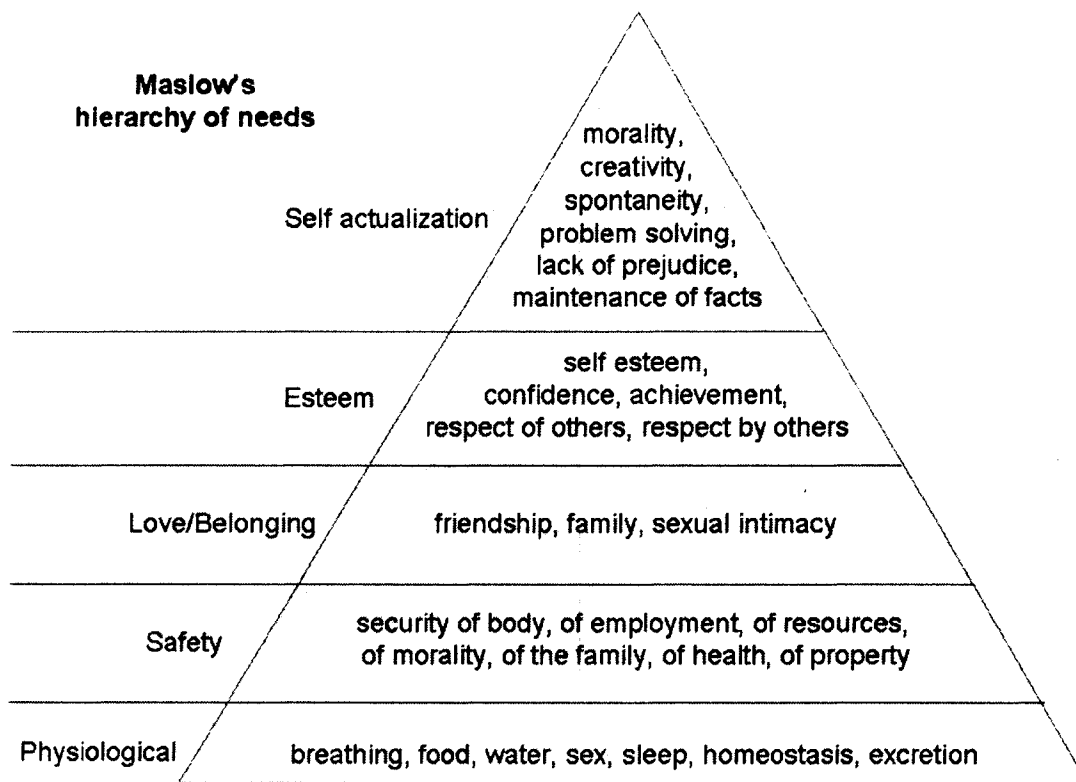 Maslow's
hierarchy of needs
morality,
creativity,
spontaneity,
problem solving,
lack of prejudice,
maintenance of facts
Self actualization
self esteem,
confidence, achievement,
respect of others, respect by others
Esteem
friendship, family, sexual intimacy
Love/Belonging
security of body, of employment, of resources,
of morality, of the family, of health, of property
Safety
breathing, food, water, sex, sleep, homeostasis, excretion
Physiological